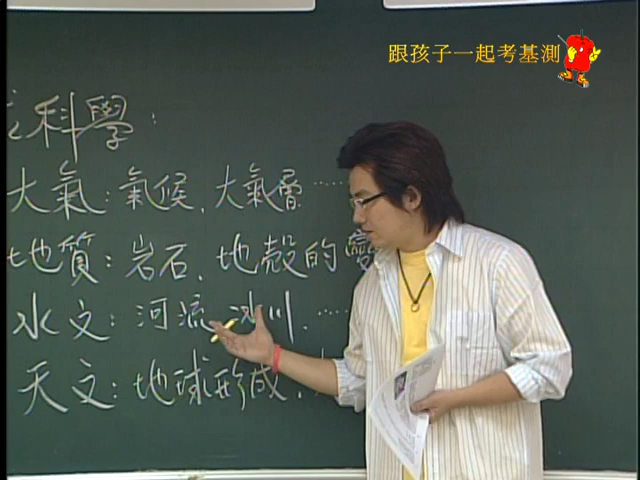 跟孩子一起考基測
科學：
大氣：氣候、大氣層……
地質：岩石、地殼的變
水文：河流、冰川、……
天文：地球形成、